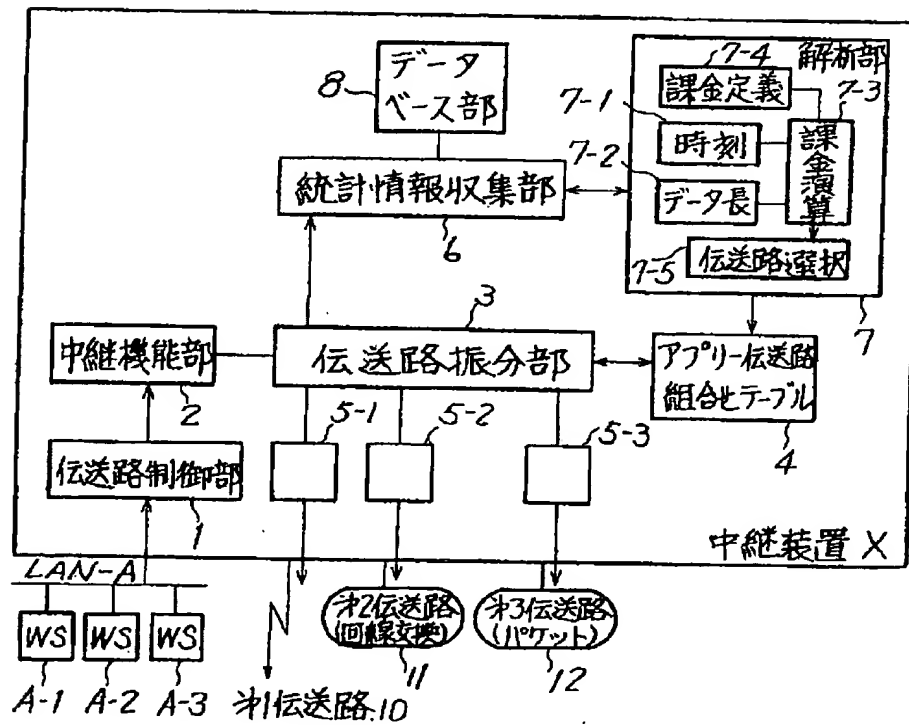 データ
ベース部
8
統計情報収集部
6
解析部
7-4
課金定義
7-1
時刻
7-2
データ長
7-3
課金演算
7-5
伝送路選択
7
3
伝送路振分部
中継機能部
2
伝送路制御部
1
アプリー伝送路
組合せテーブル
4
5-1
5-2
5-3
中継装置 X
LAN-A
WS
WS
WS
A-1
A-2
A-3
第1伝送路10
第2伝送路
(回線交換)
11
第3伝送路
(パケット)
12